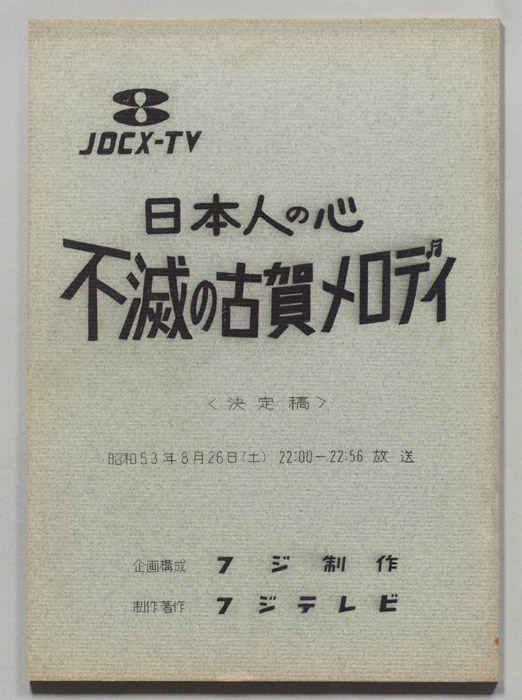 JOCX-TV
日本人の心
不滅の古賀メロディ
<決定稿>
昭和53年8月26日(土) 22:00-22:56 放送
企画構成 フジ制作
制作著作 フジテレビ